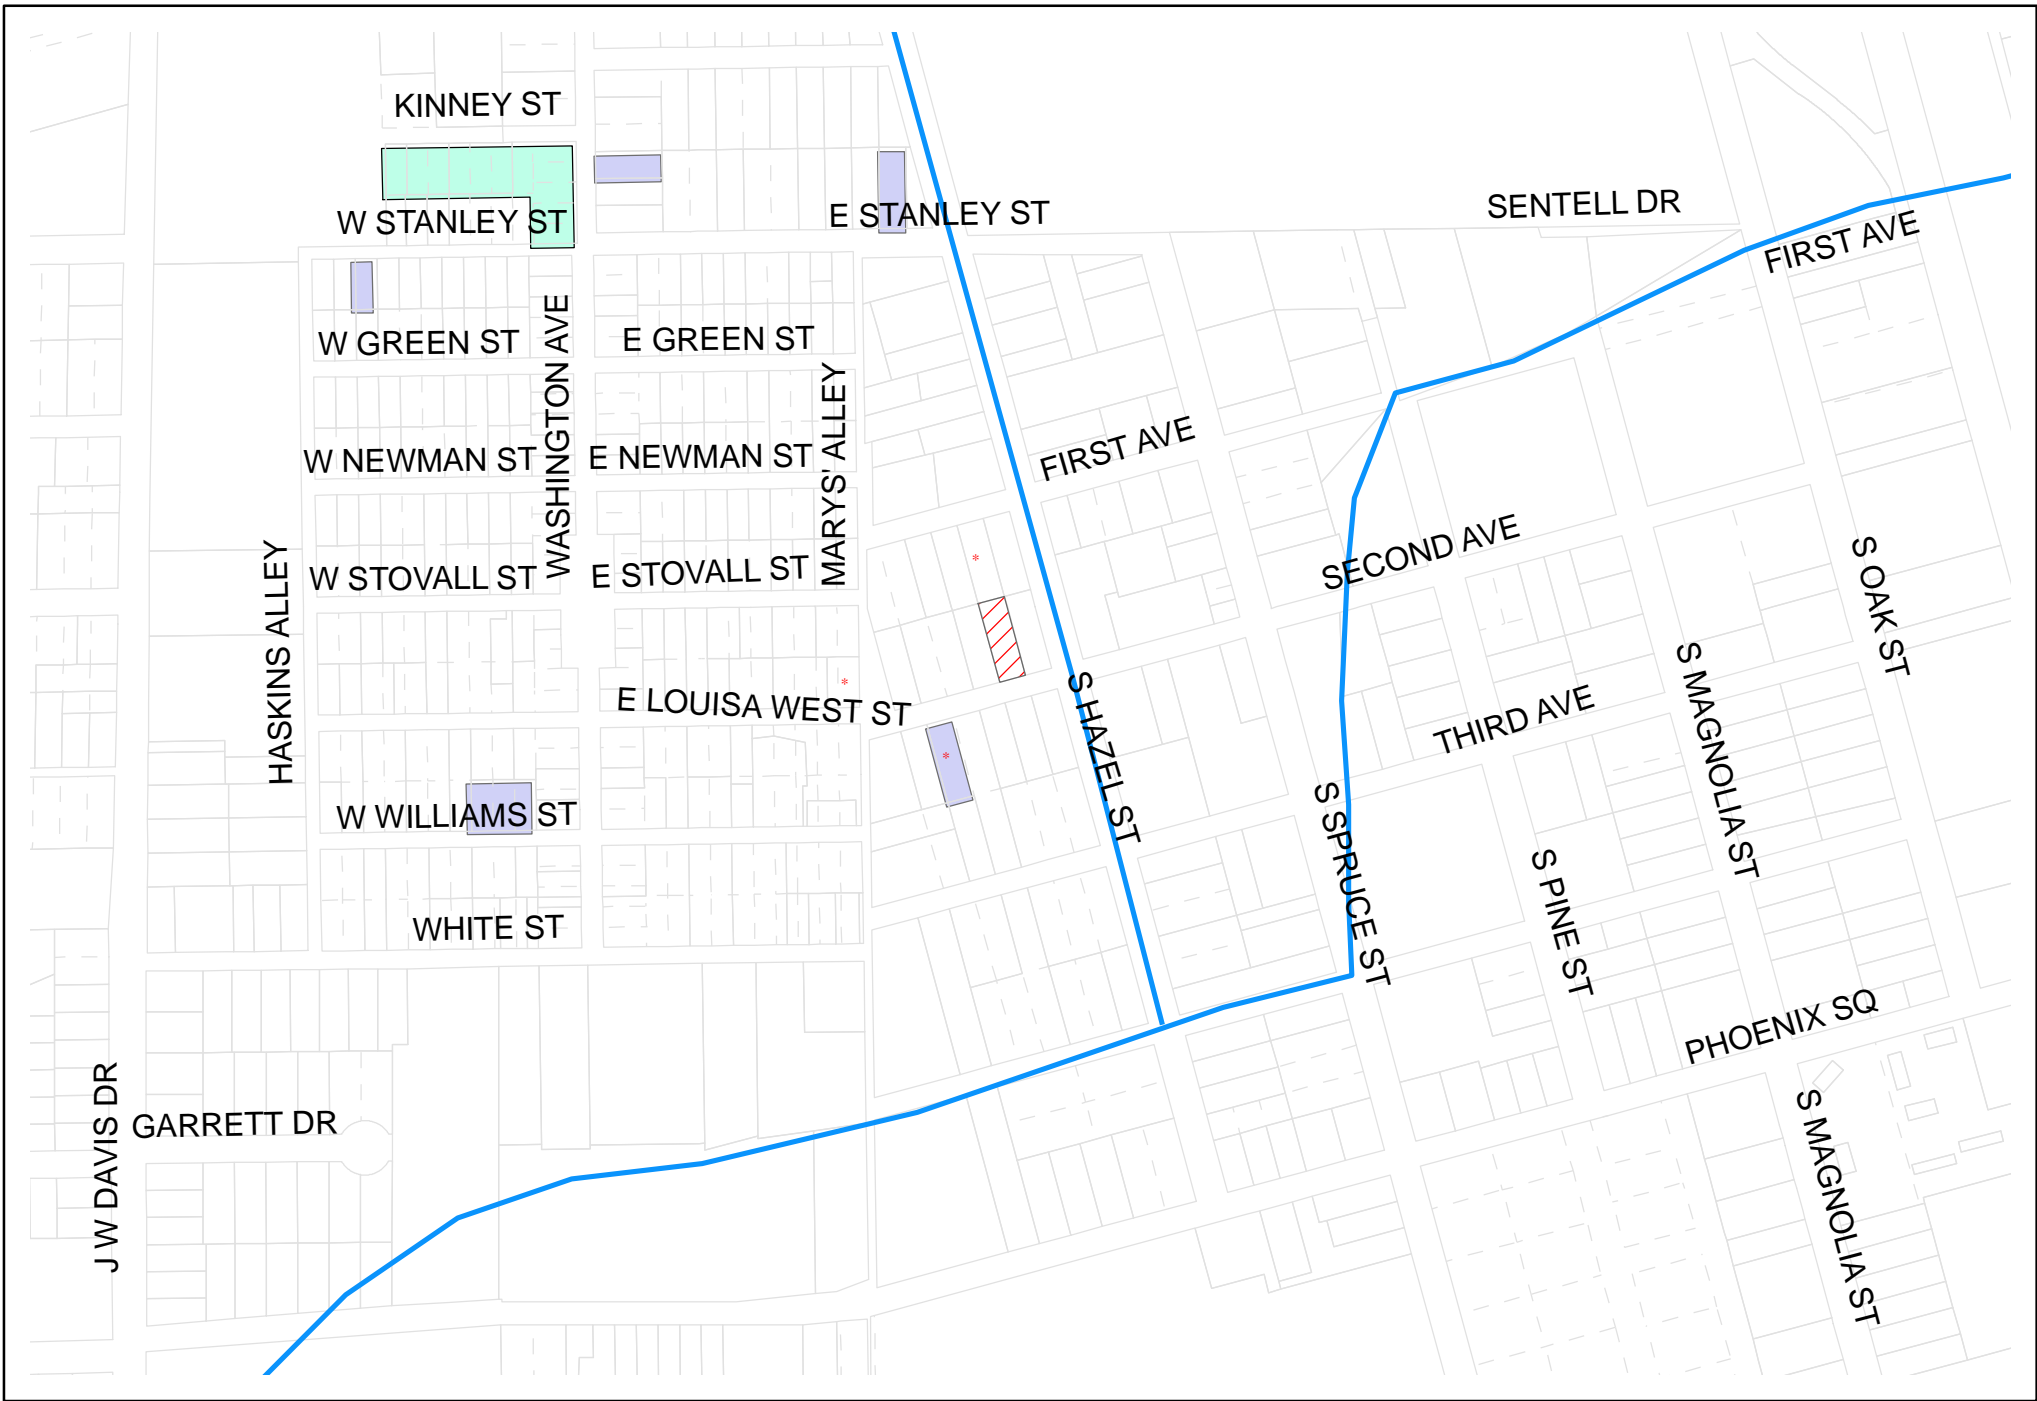 KINNEY ST
W STANLEY ST
E STANLEY ST
SENTELL DR
FIRST AVE
W GREEN ST
WASHINGTON AVE
E GREEN ST
MARYS' ALLEY
FIRST AVE
W NEWMAN ST
E NEWMAN ST
SECOND AVE
S OAK ST
HASKINS ALLEY
W STOVALL ST
E STOVALL ST
*
*
E LOUISA WEST ST
*
S HAZEL ST
THIRD AVE
S MAGNOLIA ST
W WILLIAMS ST
S SPRUCE ST
S PINE ST
WHITE ST
PHOENIX SQ
J W DAVIS DR
GARRETT DR
S MAGNOLIA ST